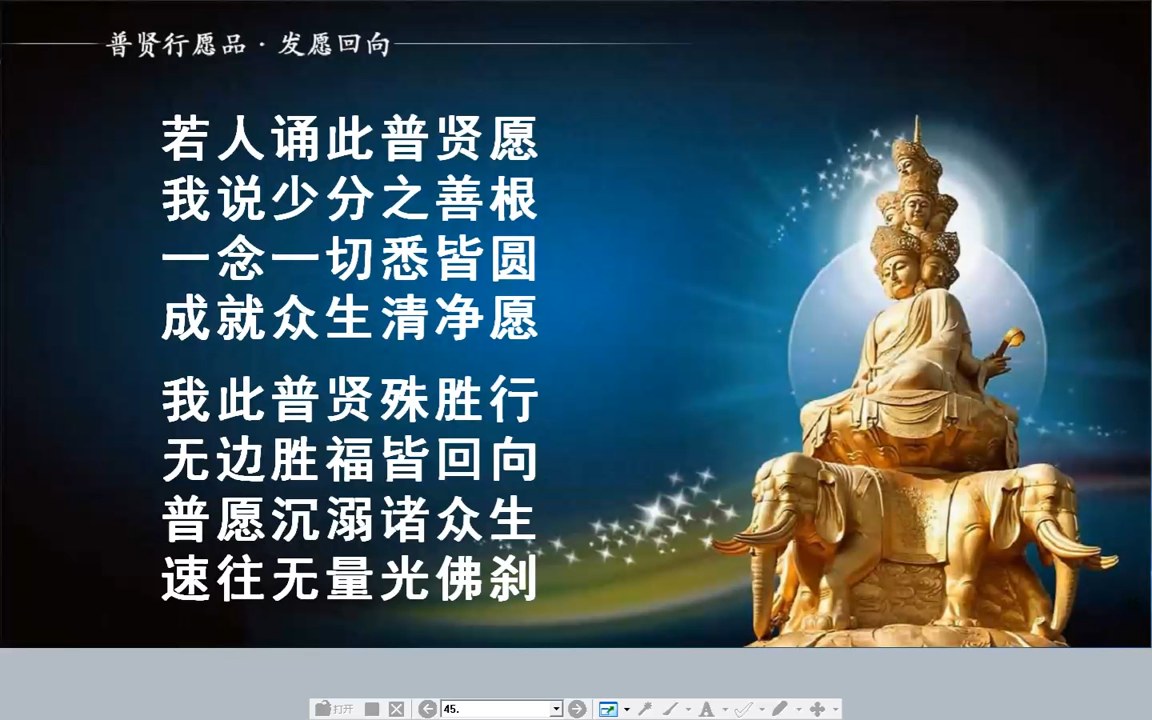 普贤行愿品·发愿回向
若人诵此普贤愿
我说少分之善根
一念一切悉皆圆
成就众生清净愿
我此普贤殊胜行
无边胜福皆回向
普愿沉溺诸众生
速往无量光佛刹
打开
45.